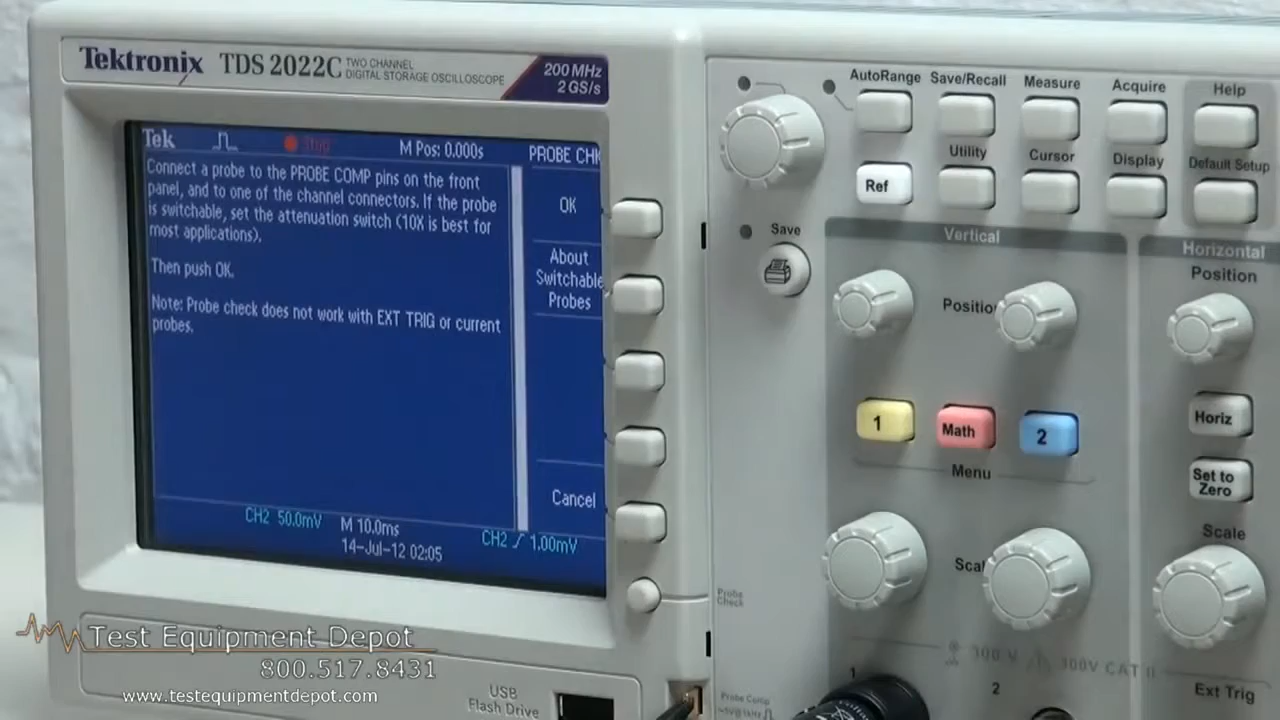 Tektronix TDS 2022C TWO CHANNEL DIGITAL STORAGE OSCILLOSCOPE
200 MHz
2 GS/s
Tek M Pos: 0.000s PROBE CHK
Connect a probe to the PROBE COMP pins on the front
panel, and to one of the channel connectors. If the probe
is switchable, set the attenuation switch (10X is best for
most applications).
Then push OK.
Note: Probe check does not work with EXT TRIG or current
probes.
OK
About
Switchable
Probes
Cancel
CH2 50.0mV M 10.0ms CH2 1.00mV
14-Jul-12 02:05
AutoRange Save/Recall Measure Acquire Help
Ref Utility Cursor Display Default Setup
Save
Vertical
Horizontal
Position
Position
1 Math 2
Menu
Horiz
Set to
Zero
Scale
Probe
Check
300V CAT II
1
2
Ext Trig
Probe Comp
USB
Flash Drive
Test Equipment Depot
800.517.8431
www.testequipmentdepot.com